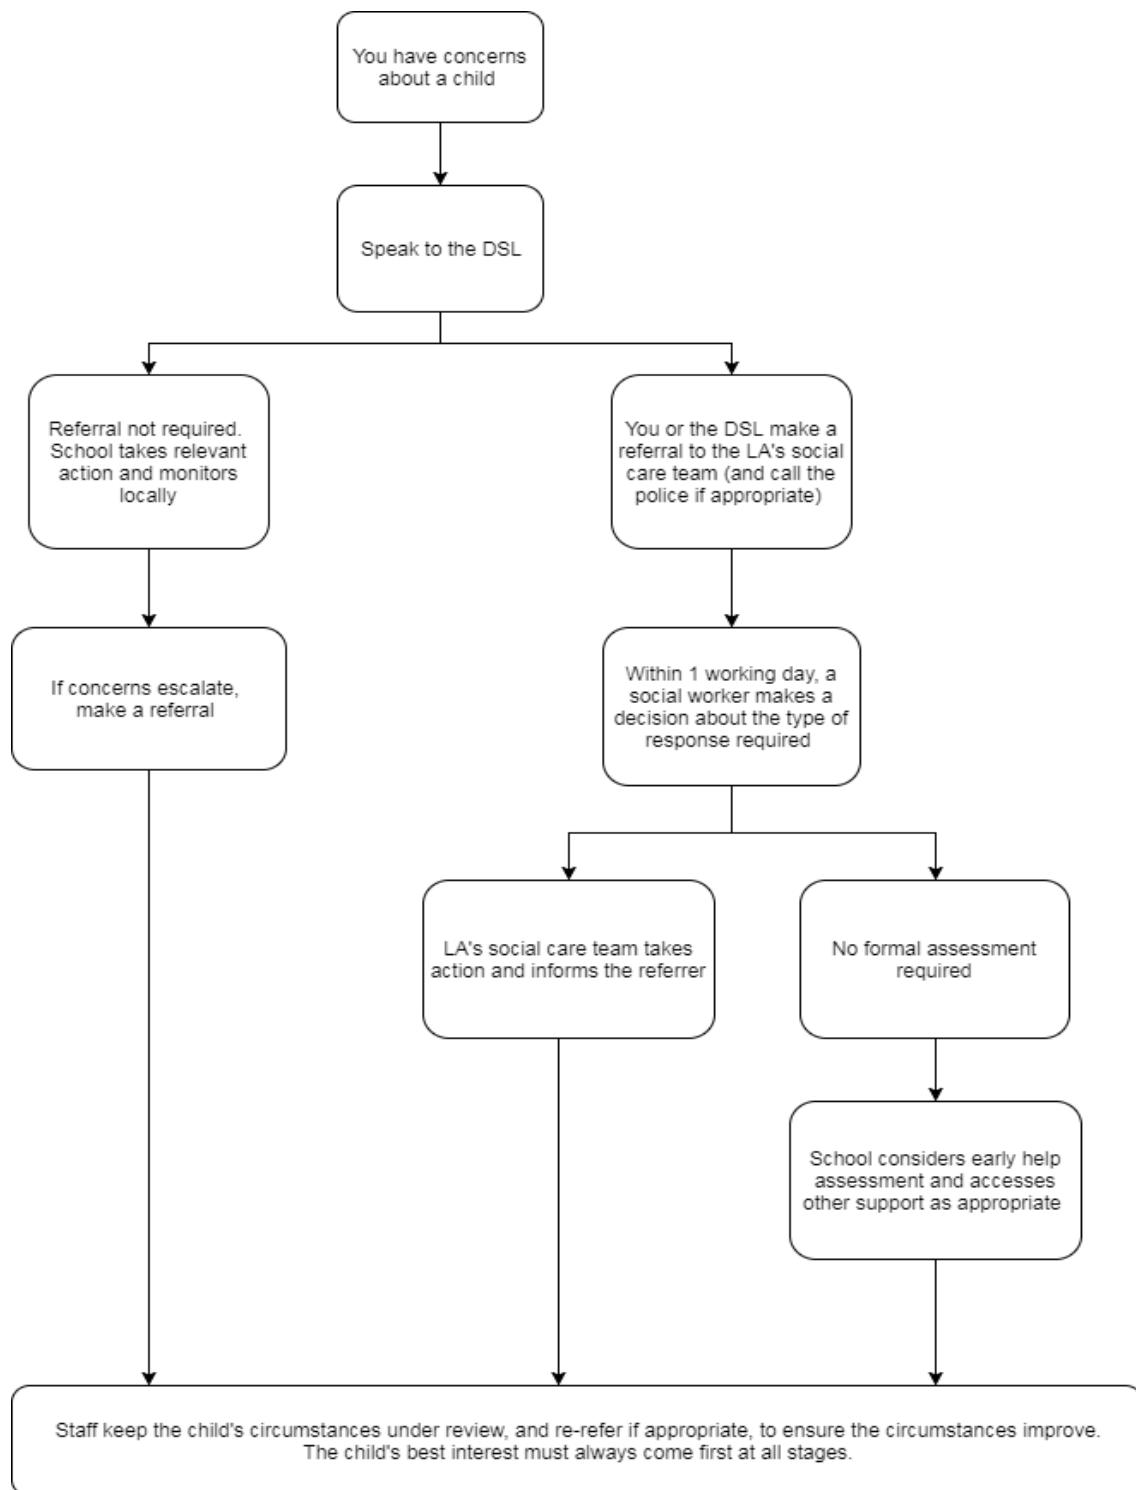 You have concerns
about a child
Speak to the DSL
Referral not required.
School takes relevant
action and monitors
locally
You or the DSL make a
referral to the LA's social
care team (and call the
police if appropriate)
If concerns escalate,
make a referral
Within 1 working day, a
social worker makes a
decision about the type of
response required
LA's social care team takes
action and informs the referrer
No formal assessment
required
School considers early help
assessment and accesses
other support as appropriate
Staff keep the child's circumstances under review, and re-refer if appropriate, to ensure the circumstances improve.
The child's best interest must always come first at all stages.